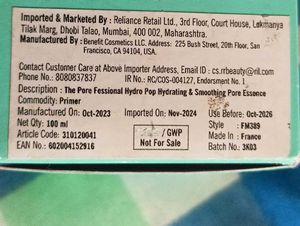 Imported & Marketed By : Reliance Retail Ltd., 3rd Floor, Court House, Lokmanya
Tilak Marg, Dhobi Talao, Mumbai, 400 002, Maharashtra.
Manufactured By : Benefit Cosmetics LLC, Address: 225 Bush Street, 20th Floor, San
Francisco, CA 94104, USA.
Contact Customer Care at Above Importer Address, Email ID : cs.rrbeauty@ril.com
Phone No : 8080837837 IMPORTER IR No : RC/COS-004127, Endorsment No. 1
Description : The Pore Fessional Hydro Pop Hydrating & Smoothing Pore Essence
Commodity: Primer
Manufactured On: Oct-2023 Imported On: Nov-2024 Use Before: Oct-2026
Net Qty: 100 ml / GWP Style : FM389
Article Code: 310120041 Not For Sale Made in : France
EAN No: 602004152916 Batch No: 3K03